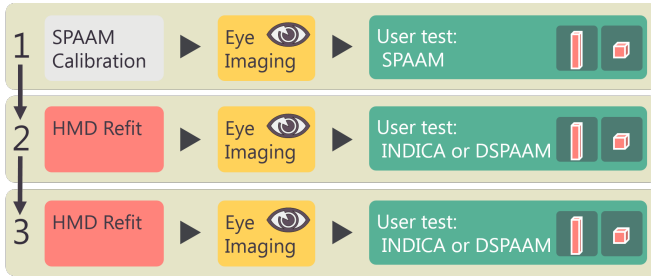 1
SPAAM
Calibration
Eye
Imaging
User test:
SPAAM
2
HMD Refit
Eye
Imaging
User test:
INDICA or DSPAAM
3
HMD Refit
Eye
Imaging
User test:
INDICA or DSPAAM